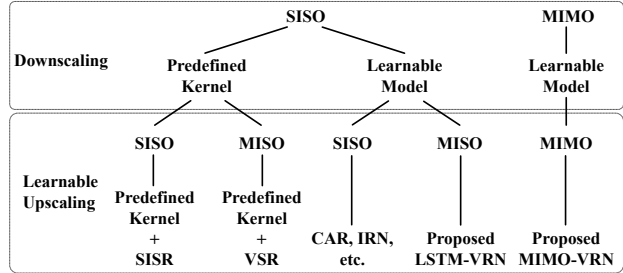 SISO MIMO
Downscaling
Predefined Kernel Learnable Model Learnable Model
Learnable Upscaling
SISO MISO SISO MISO MIMO
Predefined Kernel + SISR
Predefined Kernel + VSR
CAR, IRN, etc.
Proposed LSTM-VRN
Proposed MIMO-VRN